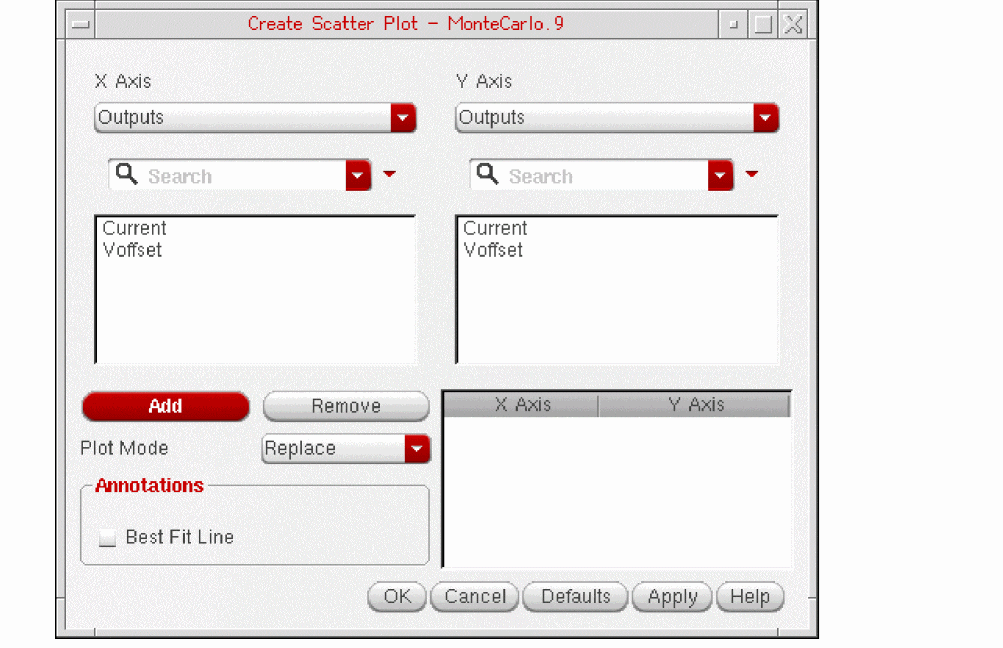 Create Scatter Plot - MonteCarlo.9
X Axis
Y Axis
Outputs
Outputs
Search
Search
Current
Voffset
Current
Voffset
Add
Remove
X Axis
Y Axis
Plot Mode
Replace
Annotations
Best Fit Line
OK
Cancel
Defaults
Apply
Help